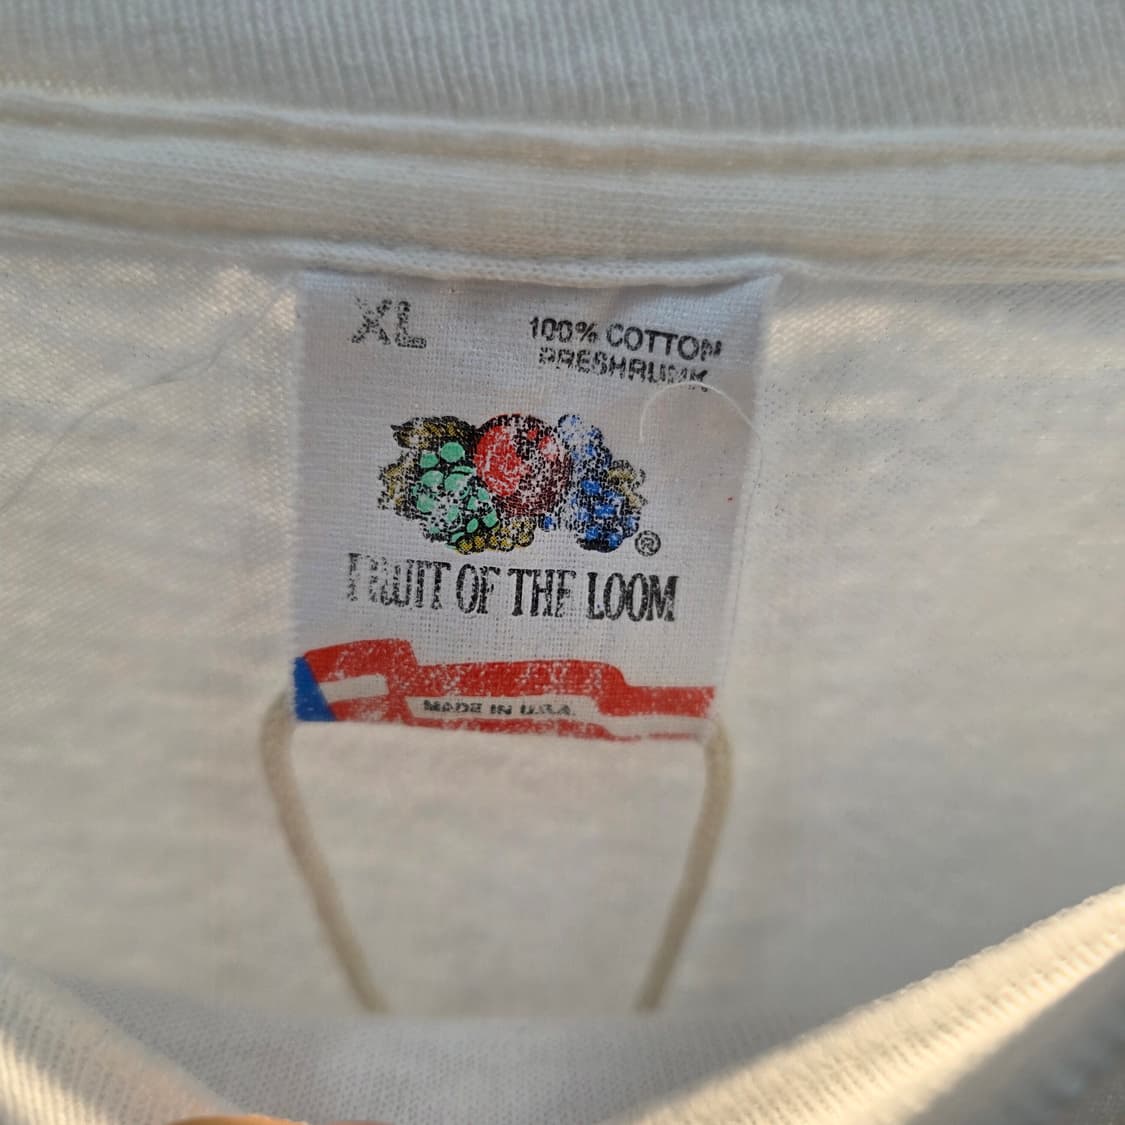 XL
100% COTTON
PRESHRUNK
®
FRUIT OF THE LOOM
MADE IN U.S.A.